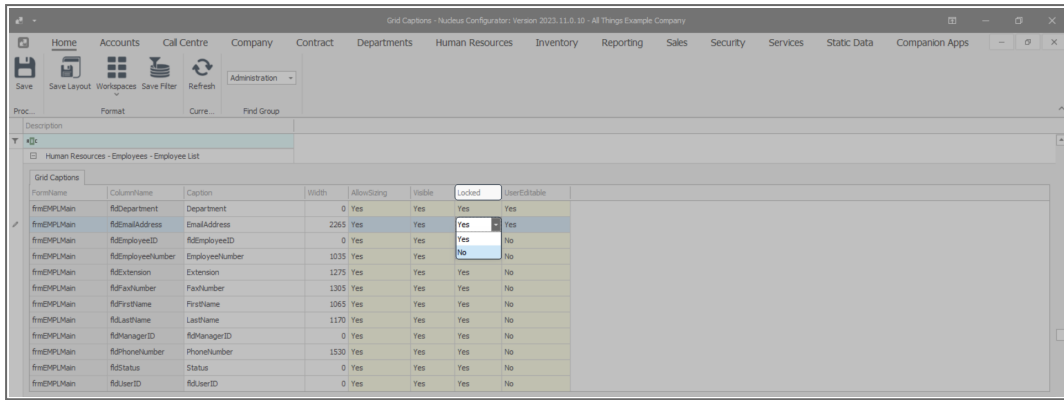 Grid Captions - Nucleus Configurator: Version 2023.11.0.10 - All Things Example Company
Home Accounts Call Centre Company Contract Departments Human Resources Inventory Reporting Sales Security Services Static Data Companion Apps
Save Save Layout Workspaces Save Filter Refresh Administration
Proc... Format Curre... Find Group
Description
Human Resources - Employees - Employee List
Grid Captions
FormName ColumnName Caption Width AllowSizing Visible Locked UserEditable
frmEMPLMain fldDepartment Department 0 Yes Yes Yes Yes
frmEMPLMain fldEmailAddress EmailAddress 2265 Yes Yes Yes Yes
frmEMPLMain fldEmployeeID fldEmployeeID 0 Yes Yes Yes No
frmEMPLMain fldEmployeeNumber EmployeeNumber 1035 Yes Yes No No
frmEMPLMain fldExtension Extension 1275 Yes Yes Yes No
frmEMPLMain fldFaxNumber FaxNumber 1305 Yes Yes Yes No
frmEMPLMain fldFirstName FirstName 1065 Yes Yes Yes No
frmEMPLMain fldLastName LastName 1170 Yes Yes Yes No
frmEMPLMain fldManagerID fldManagerID 0 Yes Yes Yes No
frmEMPLMain fldPhoneNumber PhoneNumber 1530 Yes Yes Yes No
frmEMPLMain fldStatus Status 0 Yes Yes Yes No
frmEMPLMain fldUserID fldUserID 0 Yes Yes Yes No